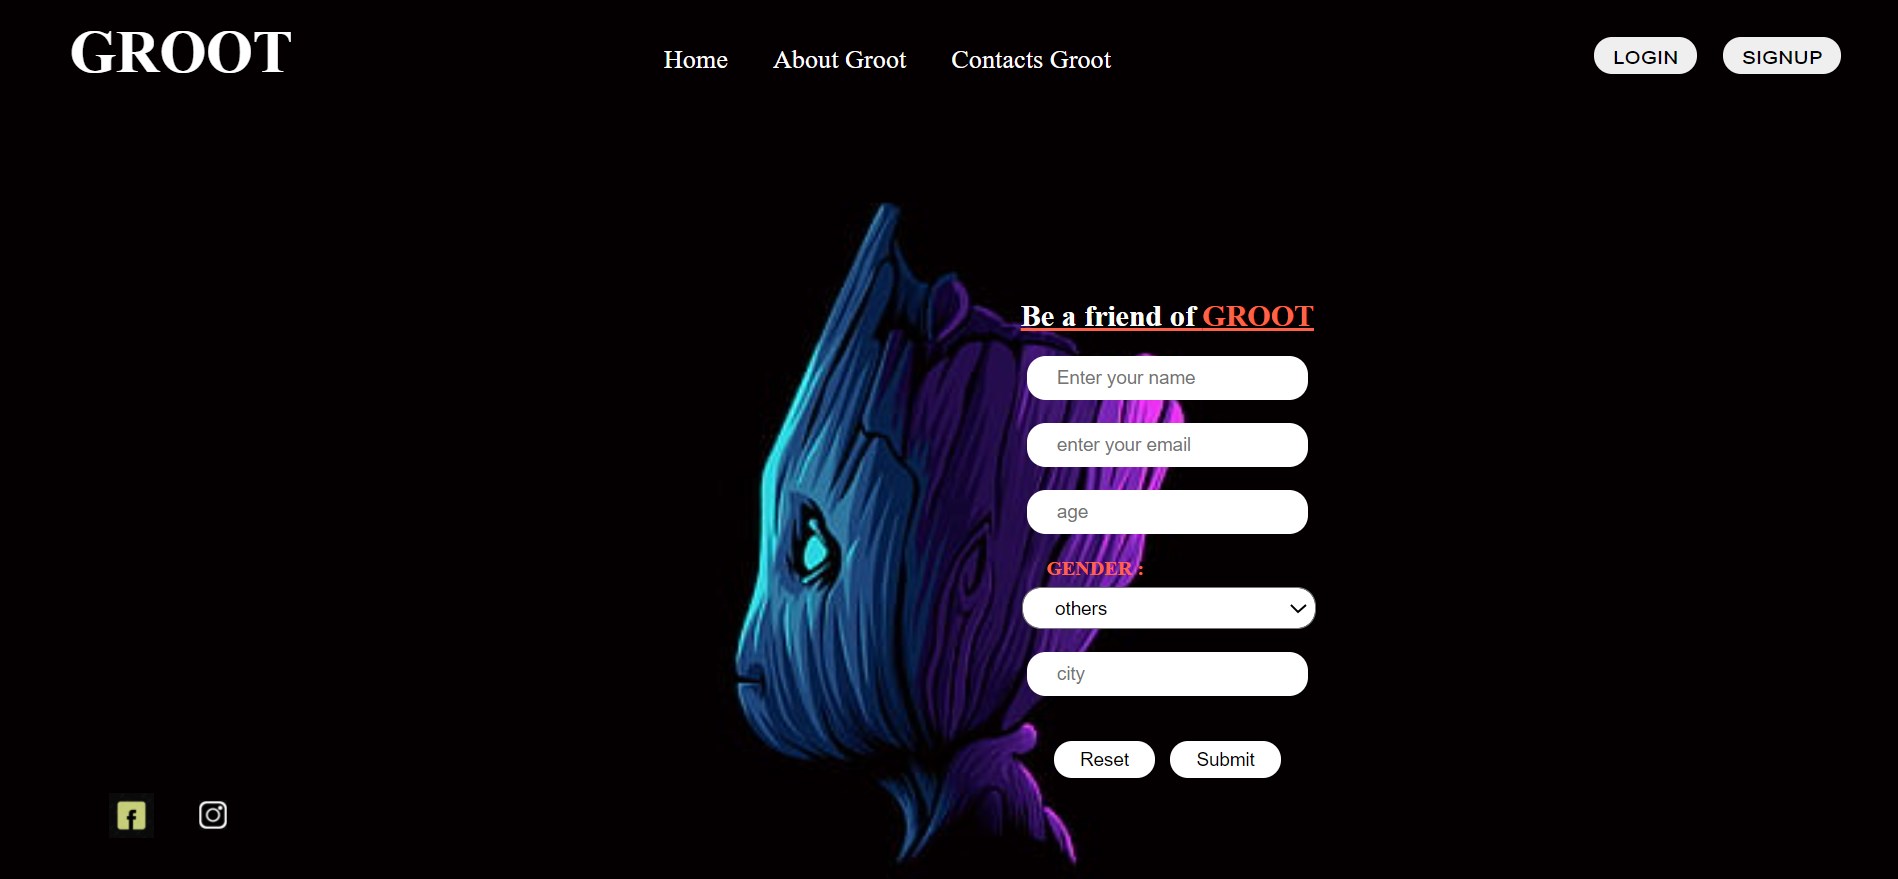 GROOT
Home About Groot Contacts Groot
LOGIN SIGNUP
Be a friend of GROOT
Enter your name
enter your email
age
GENDER :
others
city
Reset Submit